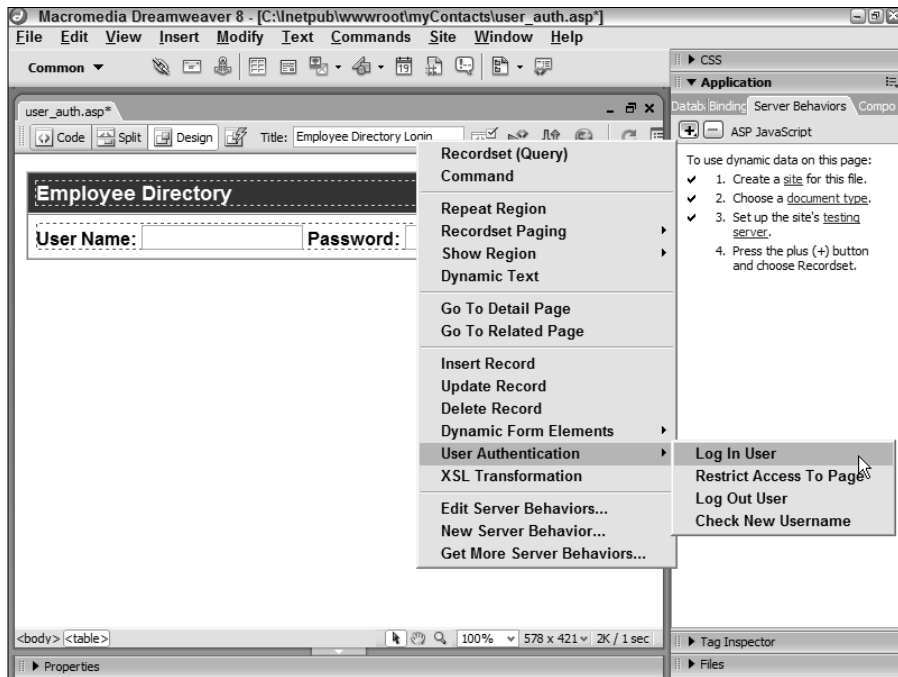 Macromedia Dreamweaver 8 - [C:\Inetpub\wwwroot\myContacts\user_auth.asp*]
File Edit View Insert Modify Text Commands Site Window Help
Common
CSS
Application
user_auth.asp*
Datab Binding Server Behaviors Compo
Code Split Design Title: Employee Directory Login
ASP JavaScript
Employee Directory
User Name: Password:
Recordset (Query)
Command
Repeat Region
Recordset Paging
Show Region
Dynamic Text
Go To Detail Page
Go To Related Page
Insert Record
Update Record
Delete Record
Dynamic Form Elements
User Authentication
XSL Transformation
Edit Server Behaviors...
New Server Behavior...
Get More Server Behaviors...
Log In User
Restrict Access To Page
Log Out User
Check New Username
To use dynamic data on this page:
1. Create a site for this file.
2. Choose a document type.
3. Set up the site's testing
server.
4. Press the plus (+) button
and choose Recordset.
<body> <table> 100% 578 x 421 2K / 1 sec
Tag Inspector
Properties
Files